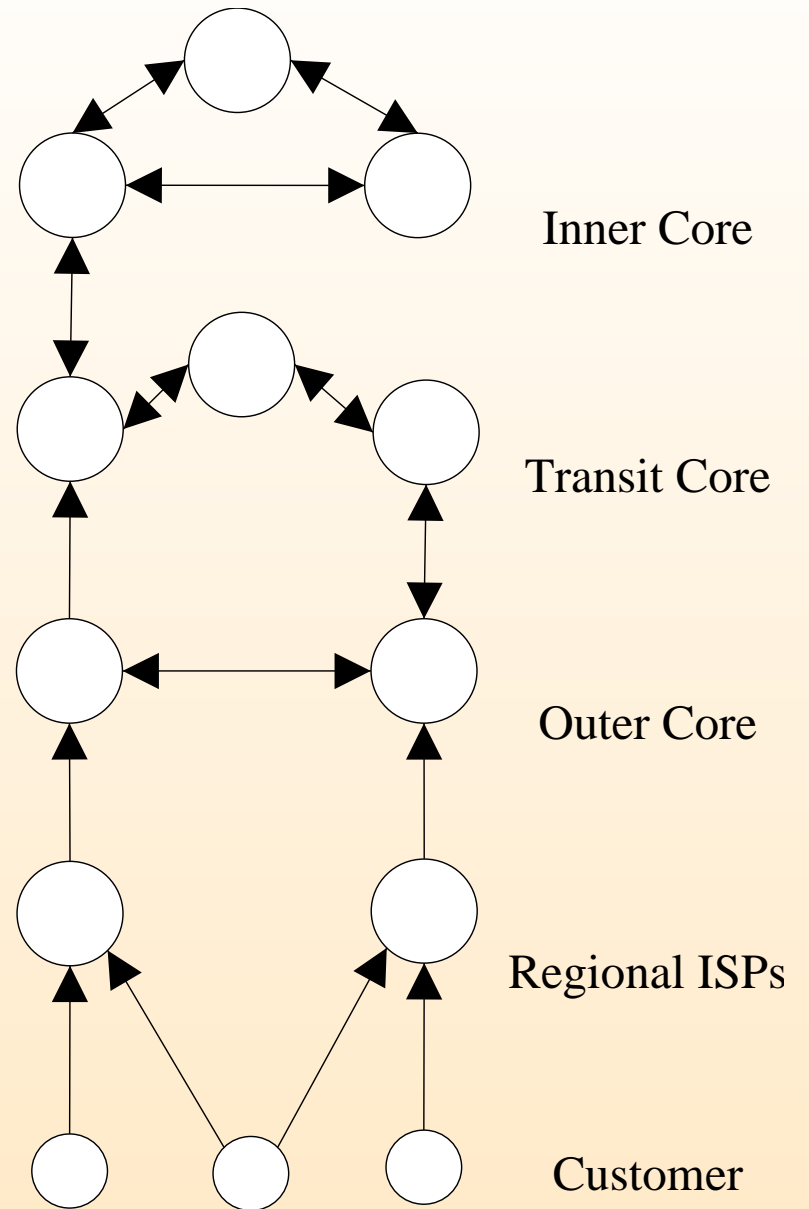 Inner Core
Transit Core
Outer Core
Regional ISPs
Customer